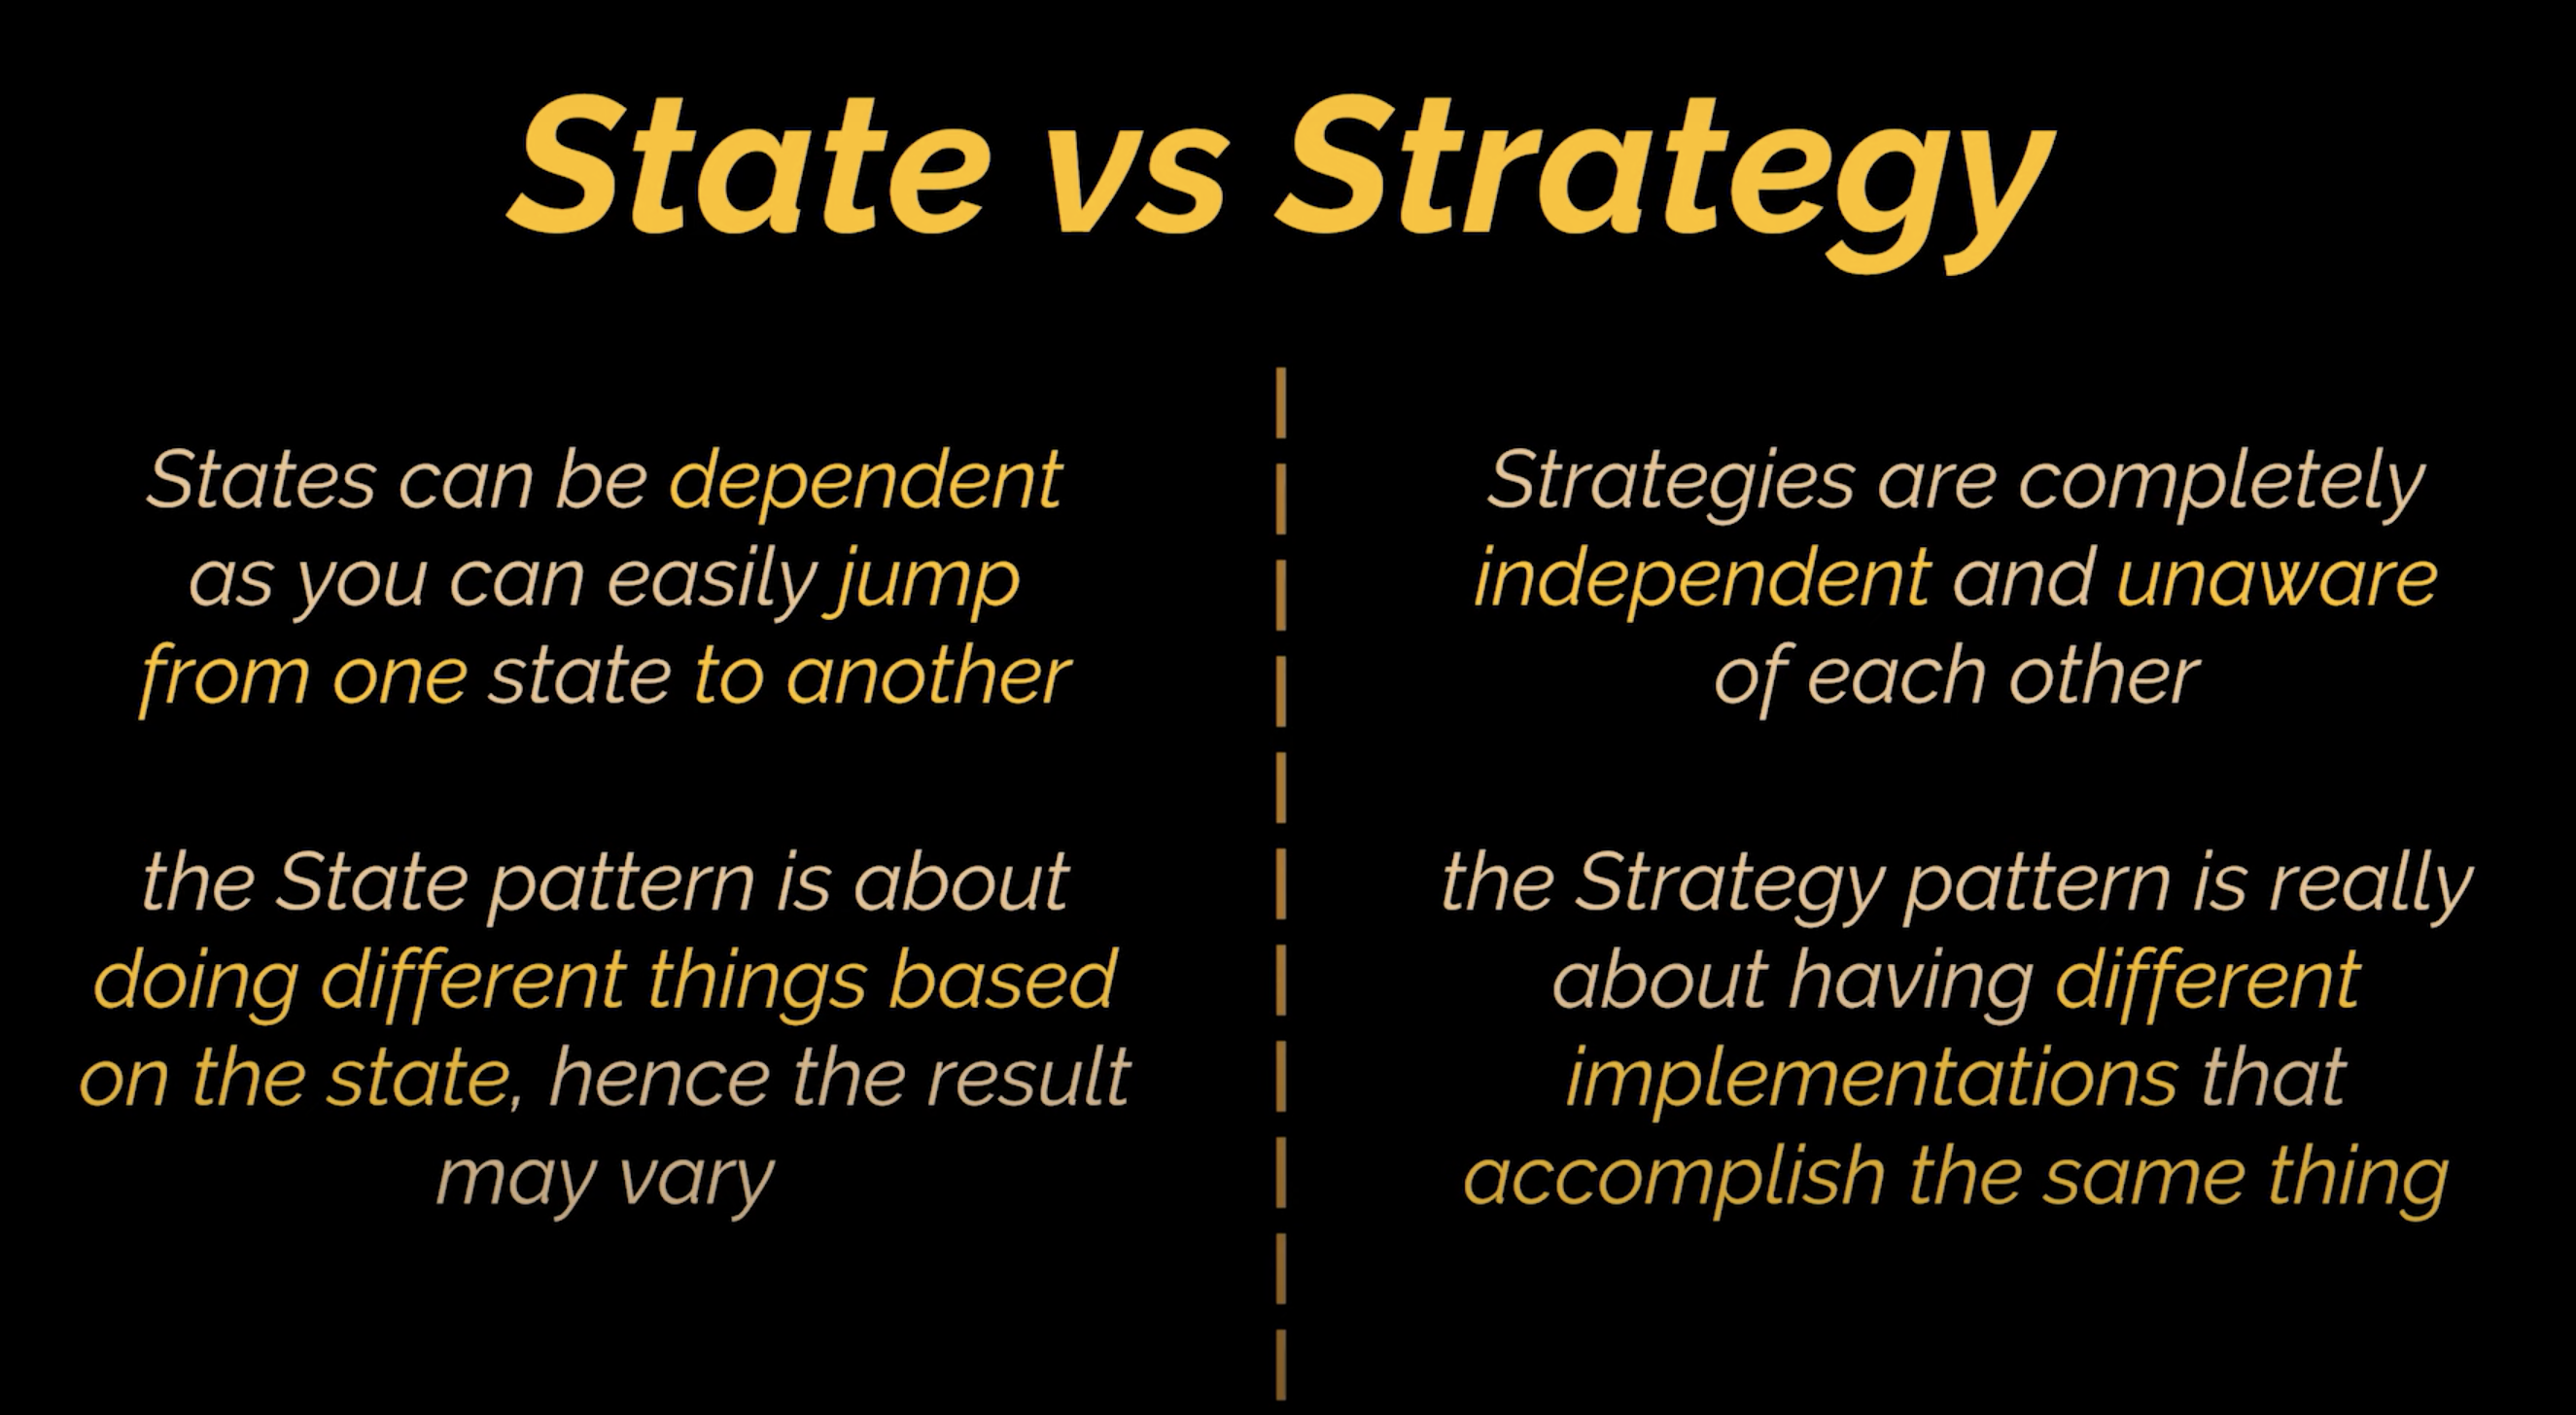 State vs Strategy
States can be dependent
as you can easily jump
from one state to another
the State pattern is about
doing different things based
on the state, hence the result
may vary
Strategies are completely
independent and unaware
of each other
the Strategy pattern is really
about having different
implementations that
accomplish the same thing